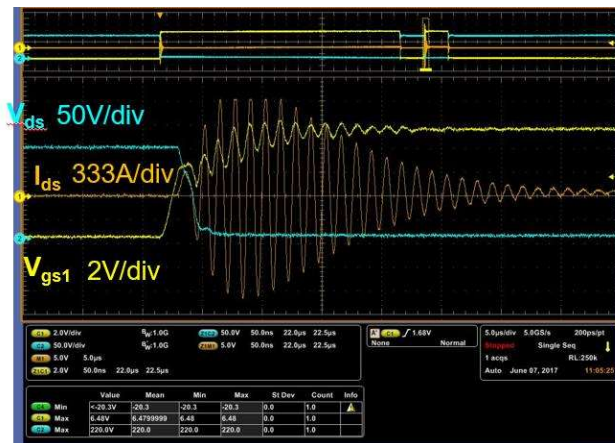 Vds 50V/div
Ids 333A/div
Vgs1 2V/div
C1 2.0V/div BW:1.0G
C2 50.0V/div BW:1.0G
M1 5.0V 5.0µs
Z1C1 2.0V 50.0ns 22.0µs 22.5µs
Z1C2 50.0V 50.0ns 22.0µs 22.5µs
Z1M1 5.0V 50.0ns 22.0µs 22.5µs
A' C1 1.68V
None Normal
5.0µs/div 5.0GS/s 200ps/pt
Stopped Single Seq
1 acqs RL:250k
Auto June 07, 2017 11:05:25
Value Mean Min Max St Dev Count Info
Min <-20.3V -20.3 -20.3 -20.3 0.0 1.0
C1 Max 6.48V 6.4799999 6.48 6.48 0.0 1.0
C2 Max 220.0V 220.0 220.0 220.0 0.0 1.0